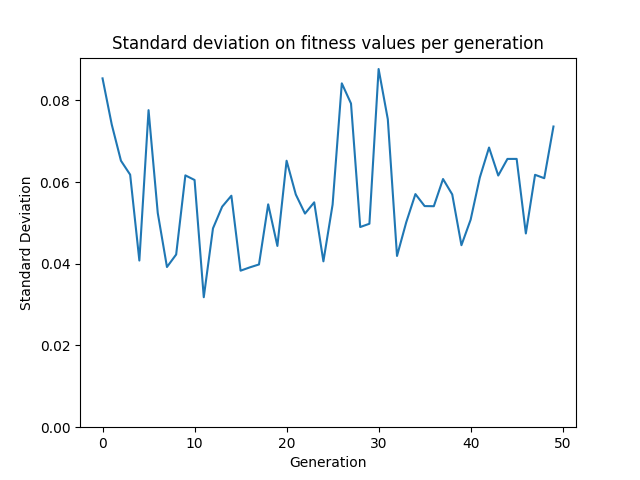 Standard deviation on fitness values per generation
0.08
0.06
0.04
0.02
0.00
Standard Deviation
0 10 20 30 40 50
Generation